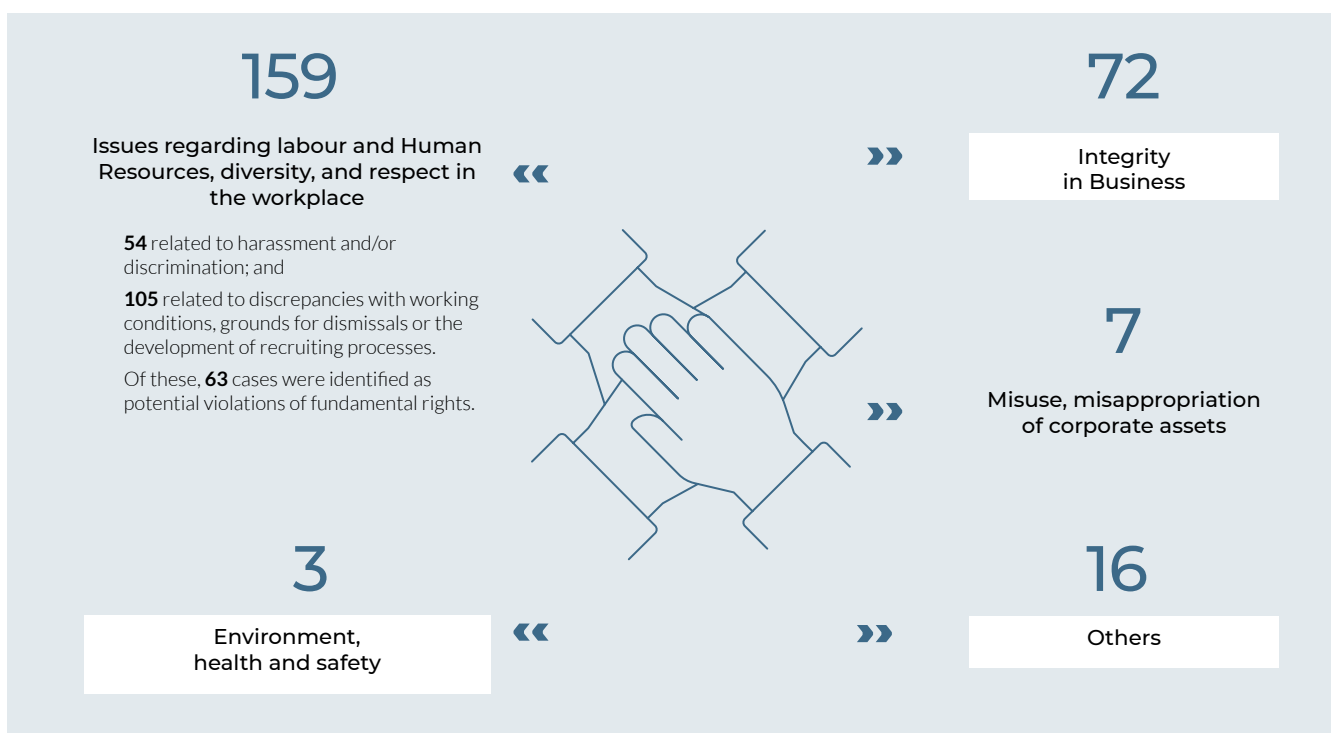 159
Issues regarding labour and Human
Resources, diversity, and respect in
the workplace
54 related to harassment and/or
discrimination; and
105 related to discrepancies with working
conditions, grounds for dismissals or the
development of recruiting processes.
Of these, 63 cases were identified as
potential violations of fundamental rights.
3
Environment,
health and safety
72
Integrity
in Business
7
Misuse, misappropriation
of corporate assets
16
Others